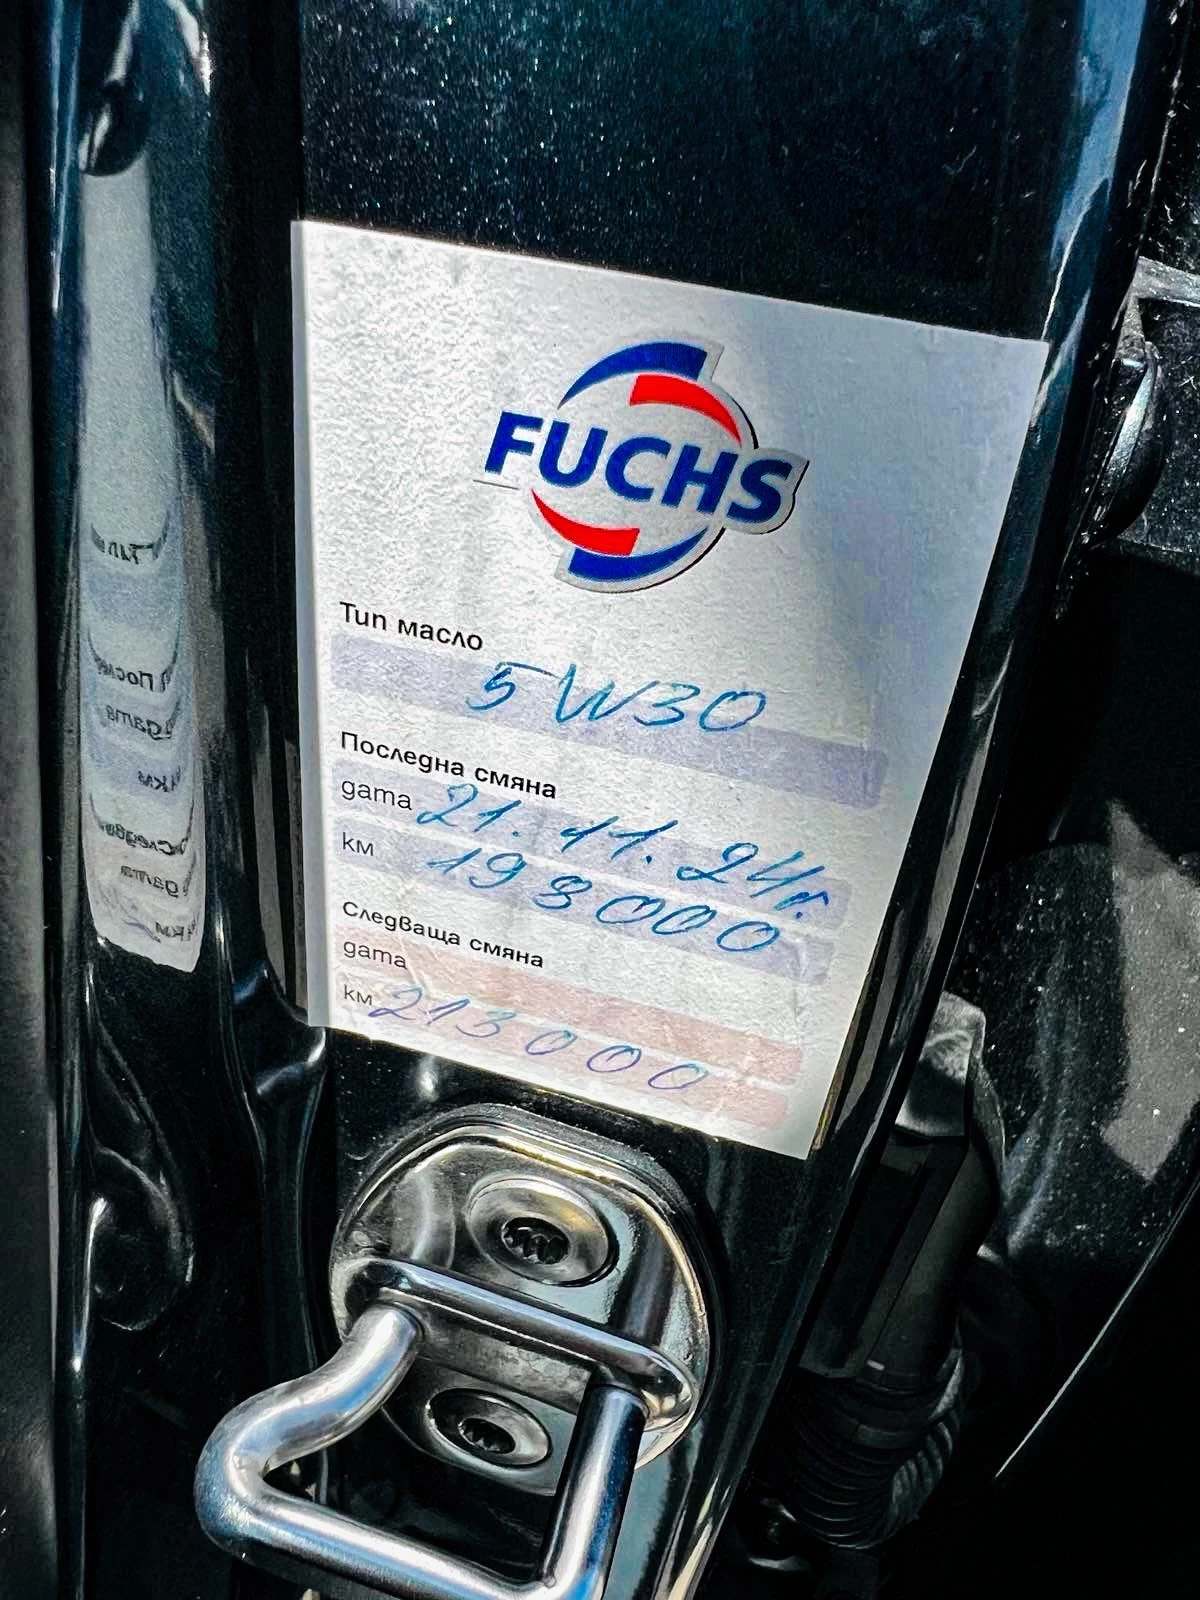 FUCHS
Тип масло
5W30
Последна смяна
дата 21.11.24г.
км 198000
Следваща смяна
дата
км 213000